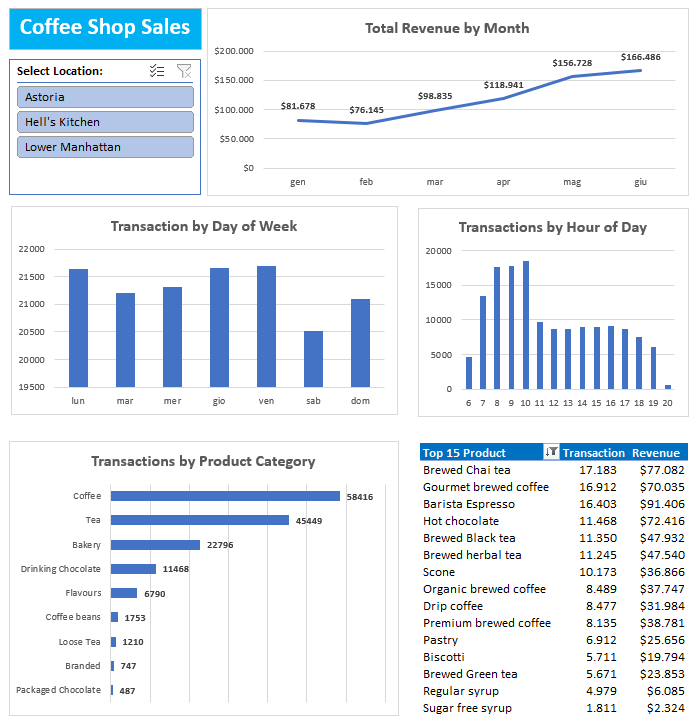 Coffee Shop Sales
Select Location:
Astoria
Hell's Kitchen
Lower Manhattan
Total Revenue by Month
$200.000
$150.000
$100.000
$50.000
$0
$81.678
$76.145
$98.835
$118.941
$156.728
$166.486
gen feb mar apr mag giu
Transaction by Day of Week
22000
21500
21000
20500
20000
19500
lun mar mer gio ven sab dom
Transactions by Hour of Day
20000
15000
10000
5000
0
6 7 8 9 10 11 12 13 14 15 16 17 18 19 20
Transactions by Product Category
Coffee 58416
Tea 45449
Bakery 22796
Drinking Chocolate 11468
Flavours 6790
Coffee beans 1753
Loose Tea 1210
Branded 747
Packaged Chocolate 487
Top 15 Product Transaction Revenue
Brewed Chai tea 17.183 $77.082
Gourmet brewed coffee 16.912 $70.035
Barista Espresso 16.403 $91.406
Hot chocolate 11.468 $72.416
Brewed Black tea 11.350 $47.932
Brewed herbal tea 11.245 $47.540
Scone 10.173 $36.866
Organic brewed coffee 8.489 $37.747
Drip coffee 8.477 $31.984
Premium brewed coffee 8.135 $38.781
Pastry 6.912 $25.656
Biscotti 5.711 $19.794
Brewed Green tea 5.671 $23.853
Regular syrup 4.979 $6.085
Sugar free syrup 1.811 $2.324